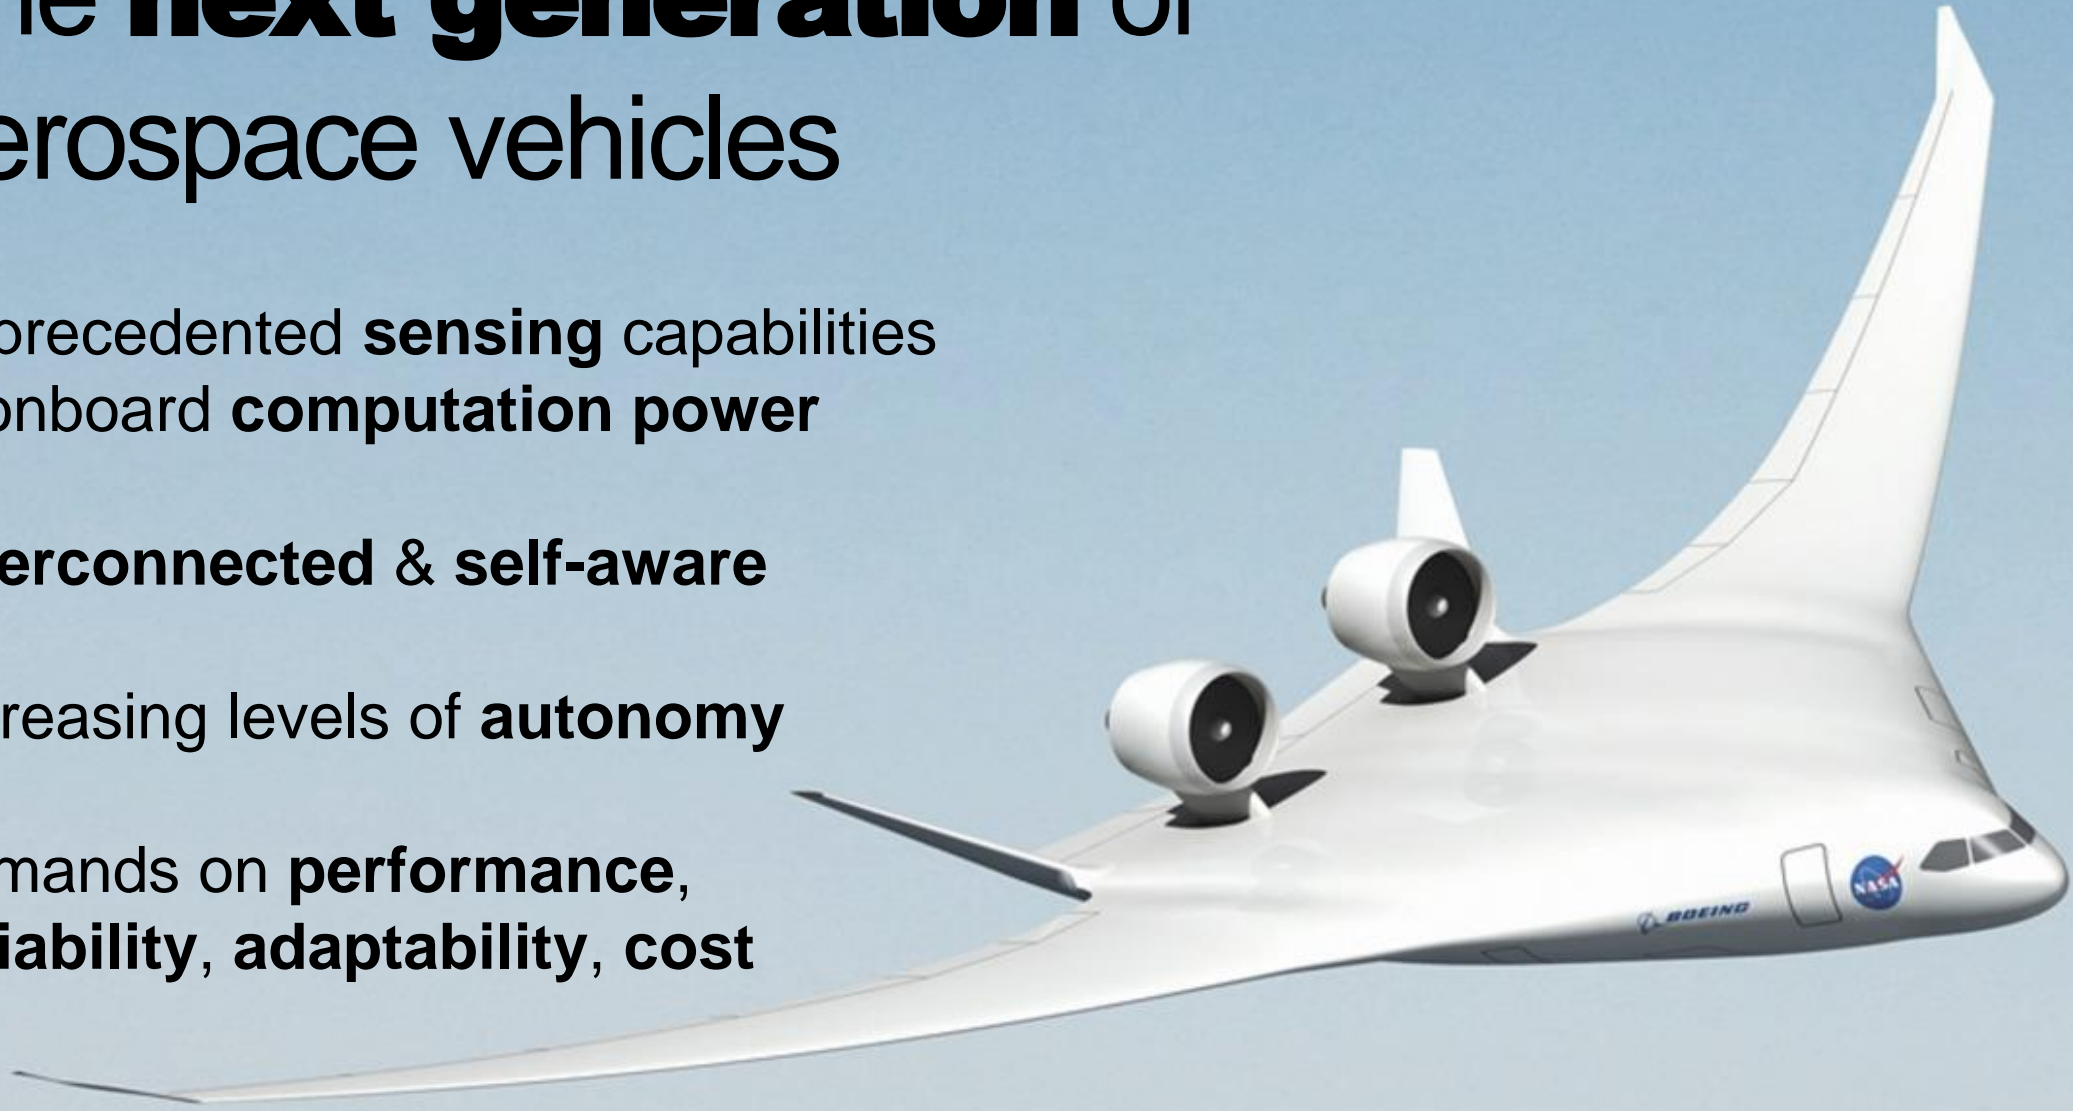 he next generation of
erospace vehicles
precedented sensing capabilities
onboard computation power
erconnected & self-aware
reasing levels of autonomy
mands on performance,
iability, adaptability, cost
BOEING
NASA